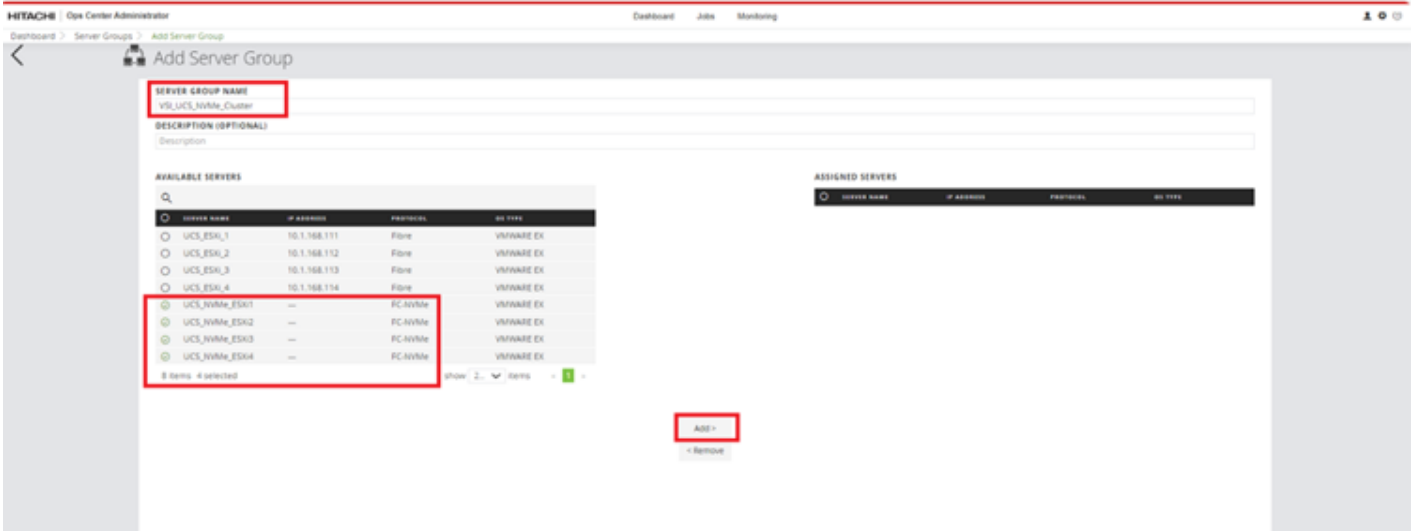 HITACHI Ops Center Administrator Dashboard Jobs Monitoring
Dashboard > Server Groups > Add Server Group
Add Server Group
SERVER GROUP NAME
VSI_UCS_NVMe_Cluster
DESCRIPTION (OPTIONAL)
Description
AVAILABLE SERVERS
SERVER NAME IP ADDRESS PROTOCOL OS TYPE
UCS_ESXi_1 10.1.168.111 Fibre VMWARE EX
UCS_ESXi_2 10.1.168.112 Fibre VMWARE EX
UCS_ESXi_3 10.1.168.113 Fibre VMWARE EX
UCS_ESXi_4 10.1.168.114 Fibre VMWARE EX
UCS_NVMe_ESXi1 — FC-NVMe VMWARE EX
UCS_NVMe_ESXi2 — FC-NVMe VMWARE EX
UCS_NVMe_ESXi3 — FC-NVMe VMWARE EX
UCS_NVMe_ESXi4 — FC-NVMe VMWARE EX
8 items 4 selected show 2... items < 1 >
ASSIGNED SERVERS
SERVER NAME IP ADDRESS PROTOCOL OS TYPE
Add >
< Remove